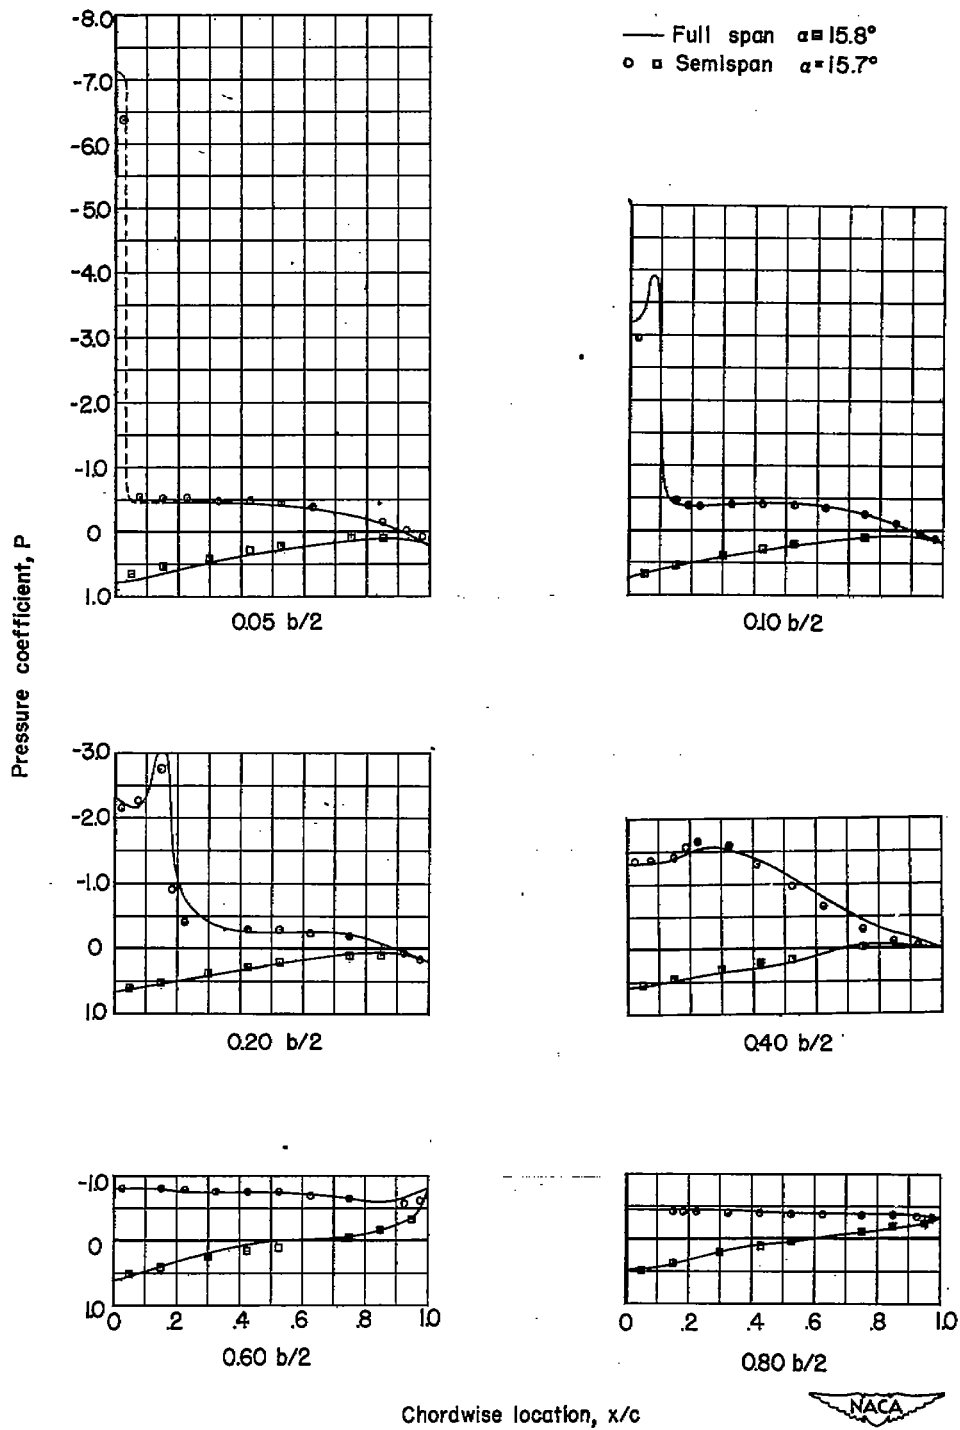 Full span α = 15.8°
Semispan α = 15.7°
-8.0
-7.0
-6.0
-5.0
-4.0
-3.0
-2.0
-1.0
0
1.0
0.05 b/2
0.10 b/2
Pressure coefficient, P
-3.0
-2.0
-1.0
0
1.0
0.20 b/2
0.40 b/2
-1.0
0
1.0
0 .2 .4 .6 .8 1.0
0 .2 .4 .6 .8 1.0
0.60 b/2
0.80 b/2
Chordwise location, x/c
NACA